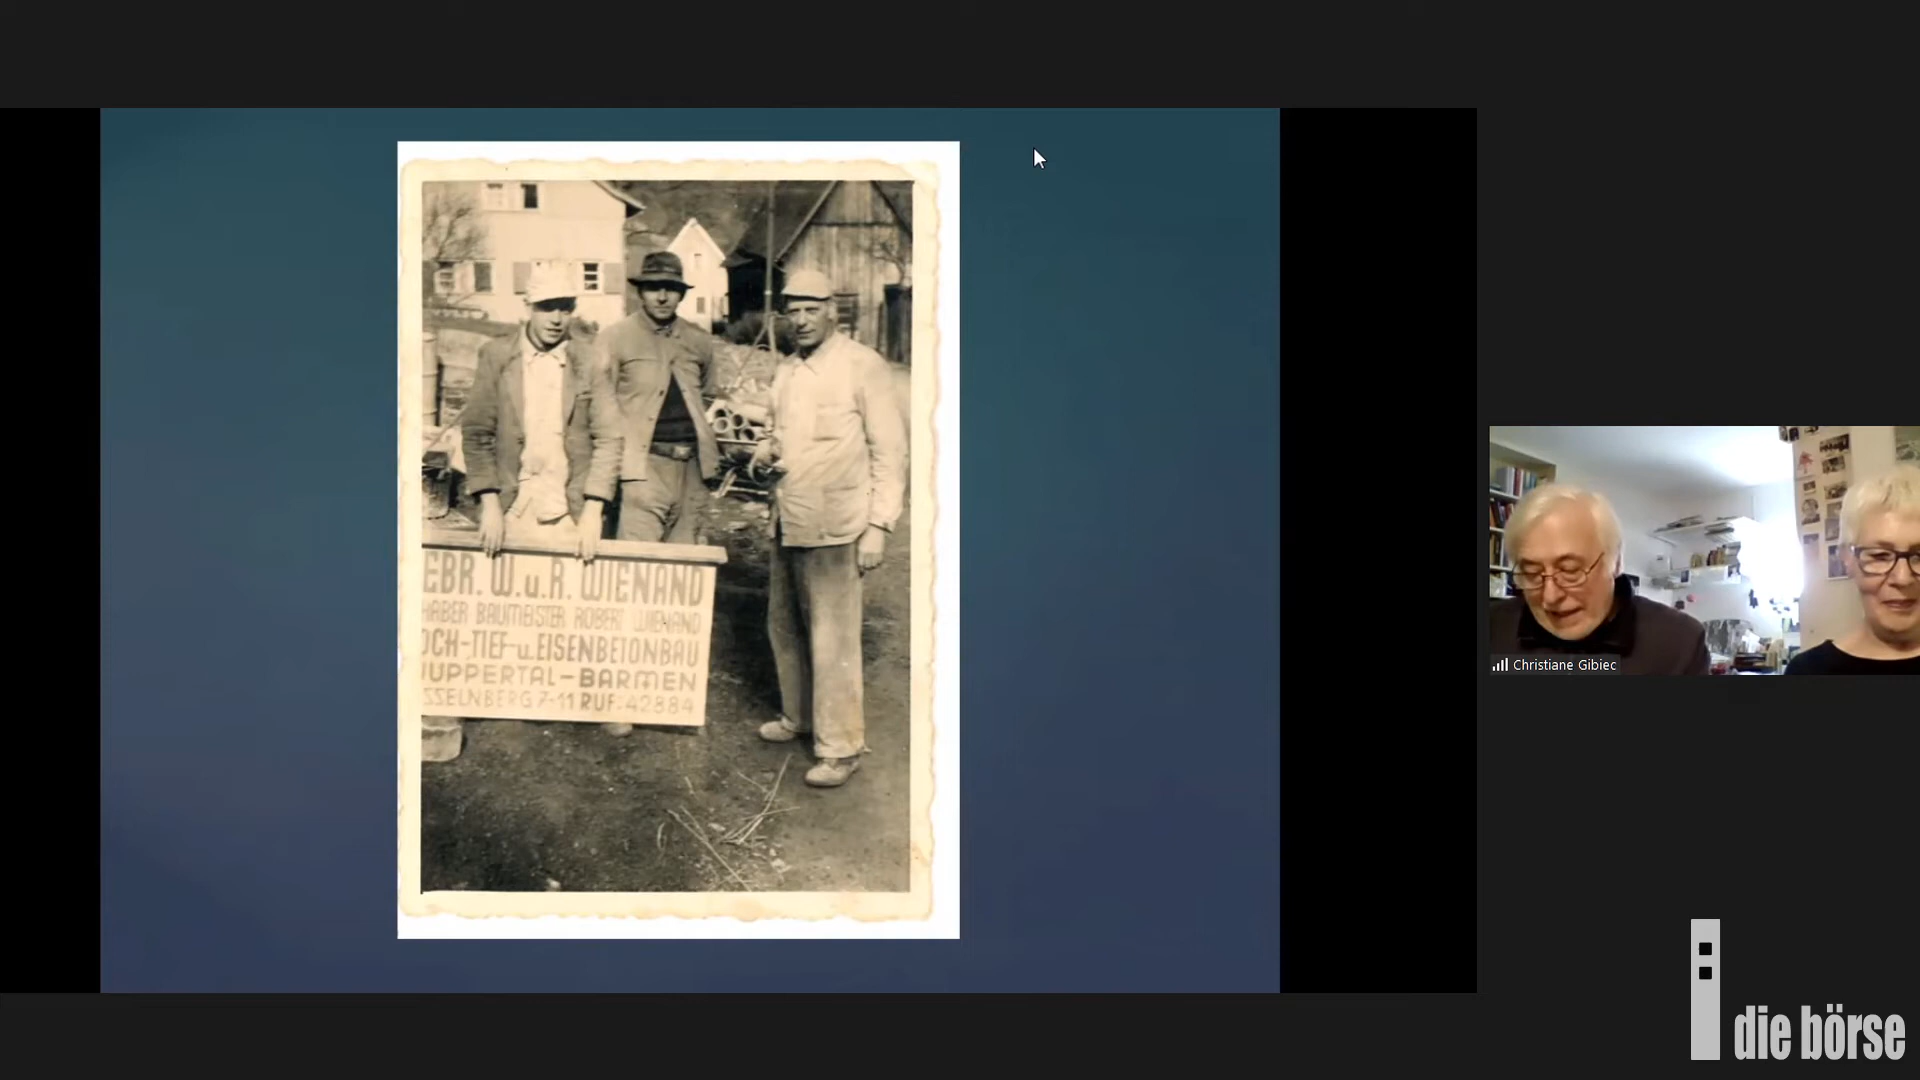 EBR. W. u. R. WIENAND
HABER BAUMEISTER ROBERT WIENAND
OCH-TIEF-u. EISENBETONBAU
WUPPERTAL-BARMEN
SSELNBERG 7-11 RUF: 42884
Christiane Gibiec
die börse